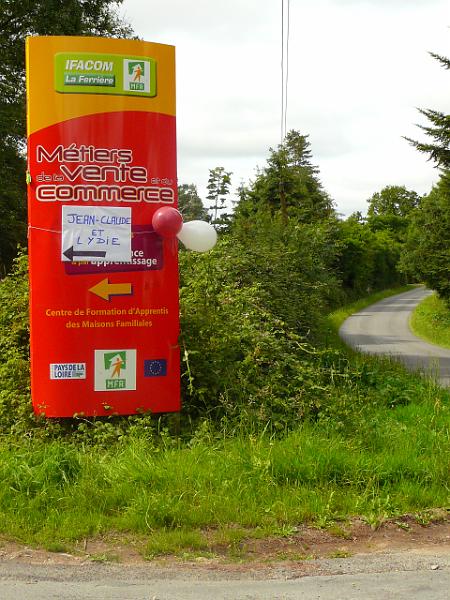 IFACOM
La Ferrière
MFR
Métiers
de la vente et du
commerce
JEAN-CLAUDE
ET
LYDIE
apprentissage
Centre de Formation d'Apprentis
des Maisons Familiales
PAYS DE LA
LOIRE
MFR